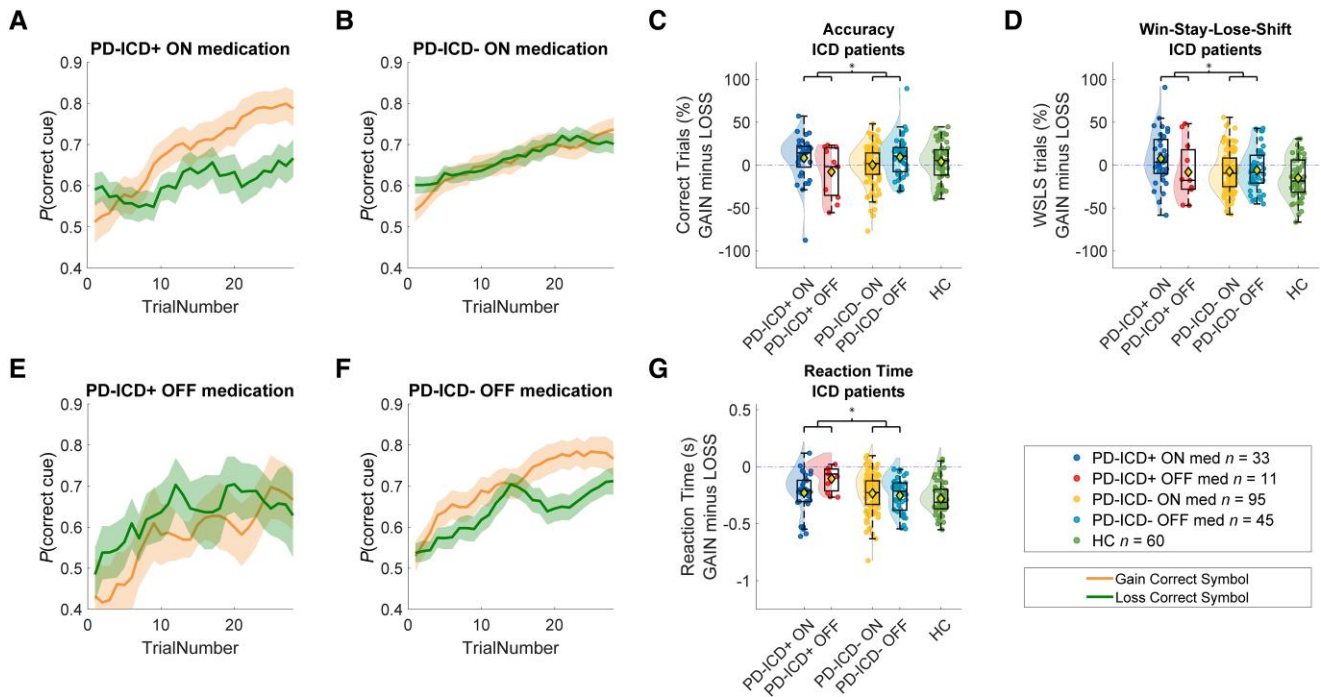 A
PD-ICD+ ON medication
P(correct cue)
0.9
0.8
0.7
0.6
0.5
0.4
0
10
20
TrialNumber
B
PD-ICD- ON medication
P(correct cue)
0.9
0.8
0.7
0.6
0.5
0.4
0
10
20
TrialNumber
C
Accuracy
ICD patients
*
Correct Trials (%)
GAIN minus LOSS
100
50
0
-50
-100
PD-ICD+ ON
PD-ICD+ OFF
PD-ICD- ON
PD-ICD- OFF
HC
D
Win-Stay-Lose-Shift
ICD patients
*
WSLS trials (%)
GAIN minus LOSS
100
50
0
-50
-100
PD-ICD+ ON
PD-ICD+ OFF
PD-ICD- ON
PD-ICD- OFF
HC
E
PD-ICD+ OFF medication
P(correct cue)
0.9
0.8
0.7
0.6
0.5
0.4
0
10
20
TrialNumber
F
PD-ICD- OFF medication
P(correct cue)
0.9
0.8
0.7
0.6
0.5
0.4
0
10
20
TrialNumber
G
Reaction Time
ICD patients
*
Reaction Time (s)
GAIN minus LOSS
0.5
0
-0.5
-1
PD-ICD+ ON
PD-ICD+ OFF
PD-ICD- ON
PD-ICD- OFF
HC
PD-ICD+ ON med n = 33
PD-ICD+ OFF med n = 11
PD-ICD- ON med n = 95
PD-ICD- OFF med n = 45
HC n = 60
Gain Correct Symbol
Loss Correct Symbol